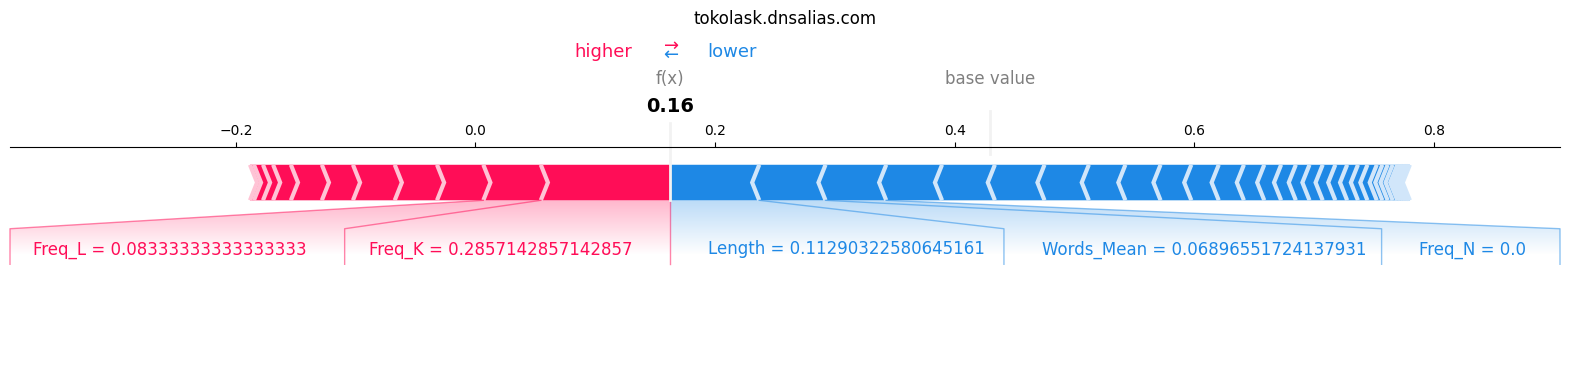 tokolask.dnsalias.com
higher ⇄ lower
f(x) base value
0.16
−0.2 0.0 0.2 0.4 0.6 0.8
Freq_L = 0.08333333333333333 Freq_K = 0.2857142857142857 Length = 0.11290322580645161 Words_Mean = 0.06896551724137931 Freq_N = 0.0